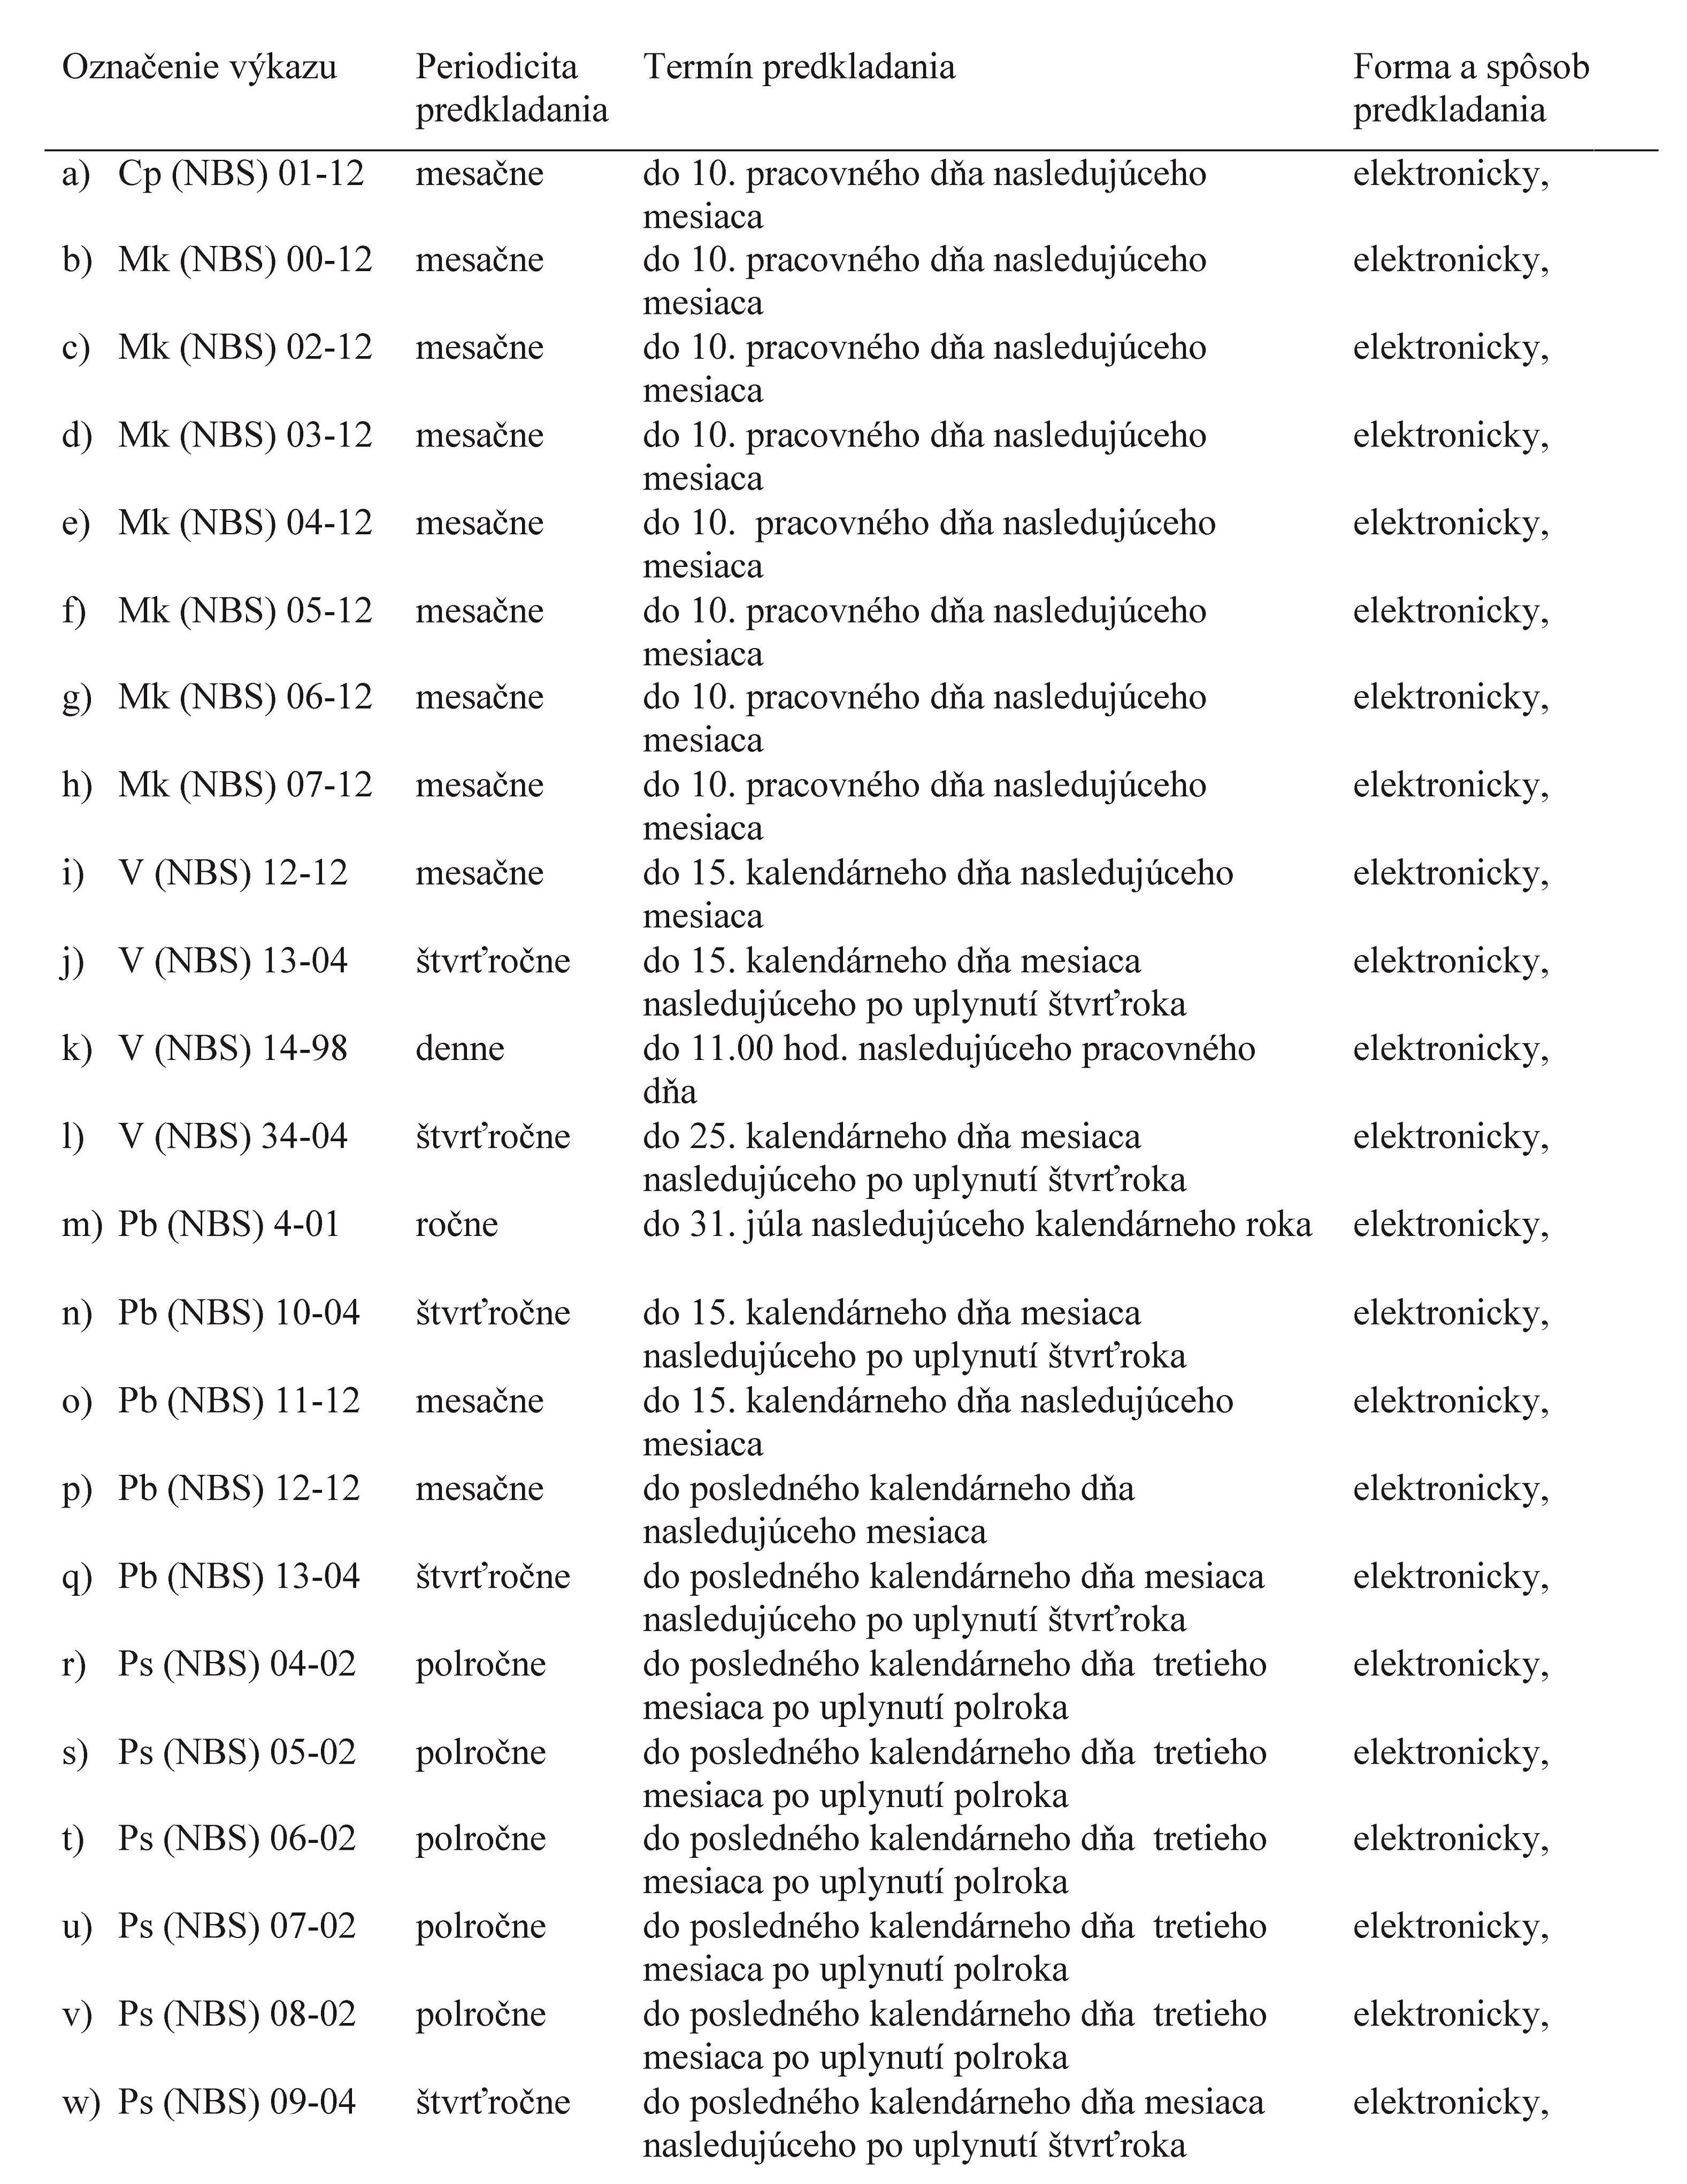 Označenie výkazu Periodicita Termín predkladania Forma a spôsob
predkladania predkladania
a) Cp (NBS) 01-12 mesačne do 10. pracovného dňa nasledujúceho elektronicky,
mesiaca
b) Mk (NBS) 00-12 mesačne do 10. pracovného dňa nasledujúceho elektronicky,
mesiaca
c) Mk (NBS) 02-12 mesačne do 10. pracovného dňa nasledujúceho elektronicky,
mesiaca
d) Mk (NBS) 03-12 mesačne do 10. pracovného dňa nasledujúceho elektronicky,
mesiaca
e) Mk (NBS) 04-12 mesačne do 10.  pracovného dňa nasledujúceho elektronicky,
mesiaca
f) Mk (NBS) 05-12 mesačne do 10. pracovného dňa nasledujúceho elektronicky,
mesiaca
g) Mk (NBS) 06-12 mesačne do 10. pracovného dňa nasledujúceho elektronicky,
mesiaca
h) Mk (NBS) 07-12 mesačne do 10. pracovného dňa nasledujúceho elektronicky,
mesiaca
i) V (NBS) 12-12 mesačne do 15. kalendárneho dňa nasledujúceho elektronicky,
mesiaca
j) V (NBS) 13-04 štvrťročne do 15. kalendárneho dňa mesiaca elektronicky,
nasledujúceho po uplynutí štvrťroka
k) V (NBS) 14-98 denne do 11.00 hod. nasledujúceho pracovného elektronicky,
dňa
l) V (NBS) 34-04 štvrťročne do 25. kalendárneho dňa mesiaca elektronicky,
nasledujúceho po uplynutí štvrťroka
m) Pb (NBS) 4-01 ročne do 31. júla nasledujúceho kalendárneho roka elektronicky,
n) Pb (NBS) 10-04 štvrťročne do 15. kalendárneho dňa mesiaca elektronicky,
nasledujúceho po uplynutí štvrťroka
o) Pb (NBS) 11-12 mesačne do 15. kalendárneho dňa nasledujúceho elektronicky,
mesiaca
p) Pb (NBS) 12-12 mesačne do posledného kalendárneho dňa elektronicky,
nasledujúceho mesiaca
q) Pb (NBS) 13-04 štvrťročne do posledného kalendárneho dňa mesiaca elektronicky,
nasledujúceho po uplynutí štvrťroka
r) Ps (NBS) 04-02 polročne do posledného kalendárneho dňa  tretieho elektronicky,
mesiaca po uplynutí polroka
s) Ps (NBS) 05-02 polročne do posledného kalendárneho dňa  tretieho elektronicky,
mesiaca po uplynutí polroka
t) Ps (NBS) 06-02 polročne do posledného kalendárneho dňa  tretieho elektronicky,
mesiaca po uplynutí polroka
u) Ps (NBS) 07-02 polročne do posledného kalendárneho dňa  tretieho elektronicky,
mesiaca po uplynutí polroka
v) Ps (NBS) 08-02 polročne do posledného kalendárneho dňa  tretieho elektronicky,
mesiaca po uplynutí polroka
w) Ps (NBS) 09-04 štvrťročne do posledného kalendárneho dňa mesiaca elektronicky,
nasledujúceho po uplynutí štvrťroka